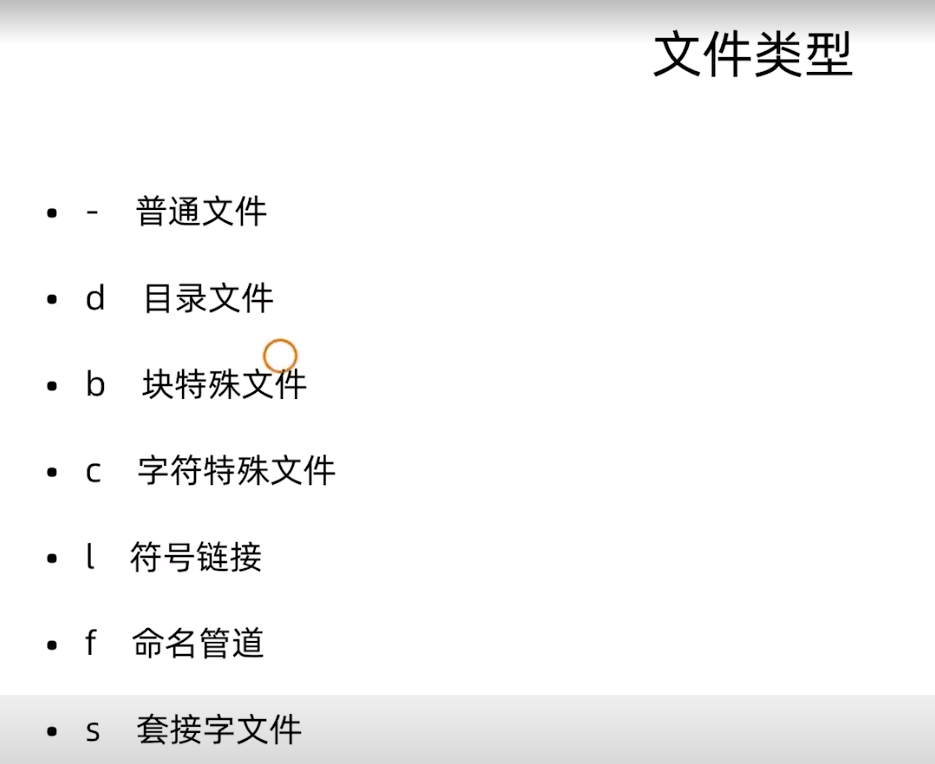 文件类型
• - 普通文件
• d 目录文件
• b 块特殊文件
• c 字符特殊文件
• l 符号链接
• f 命名管道
• s 套接字文件